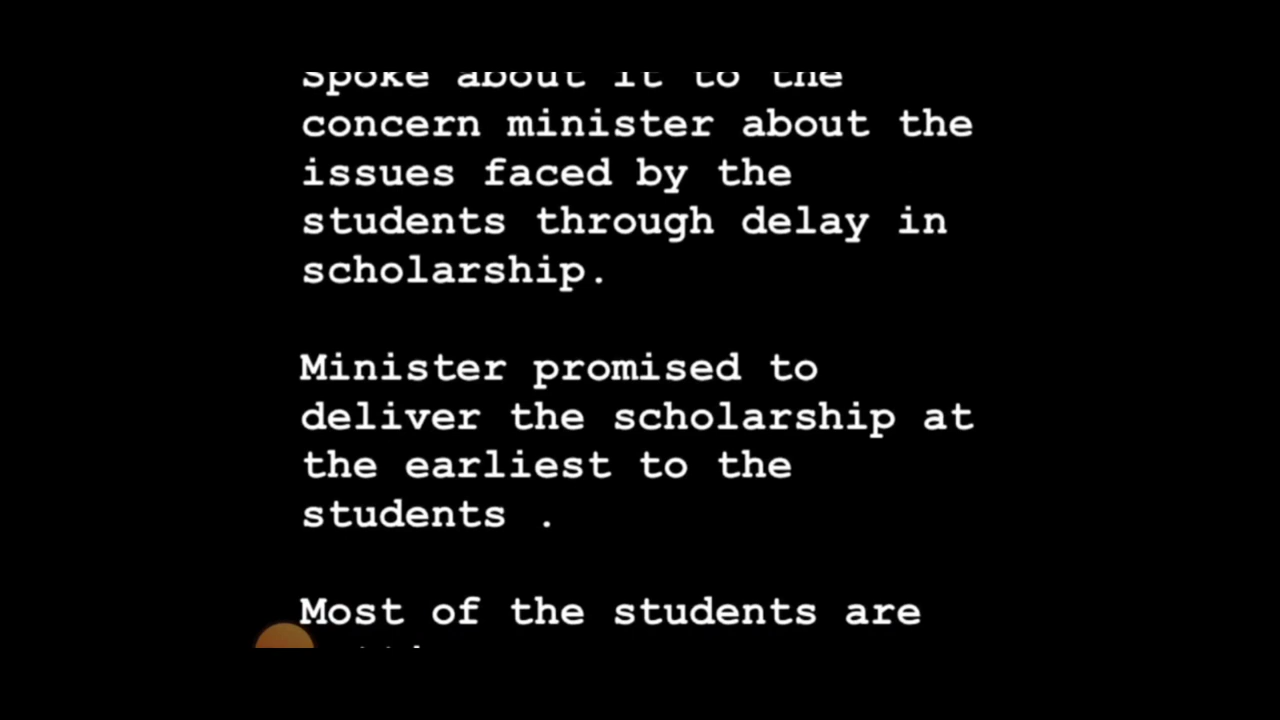 Spoke about it to the
concern minister about the
issues faced by the
students through delay in
scholarship.
Minister promised to
deliver the scholarship at
the earliest to the
students .
Most of the students are